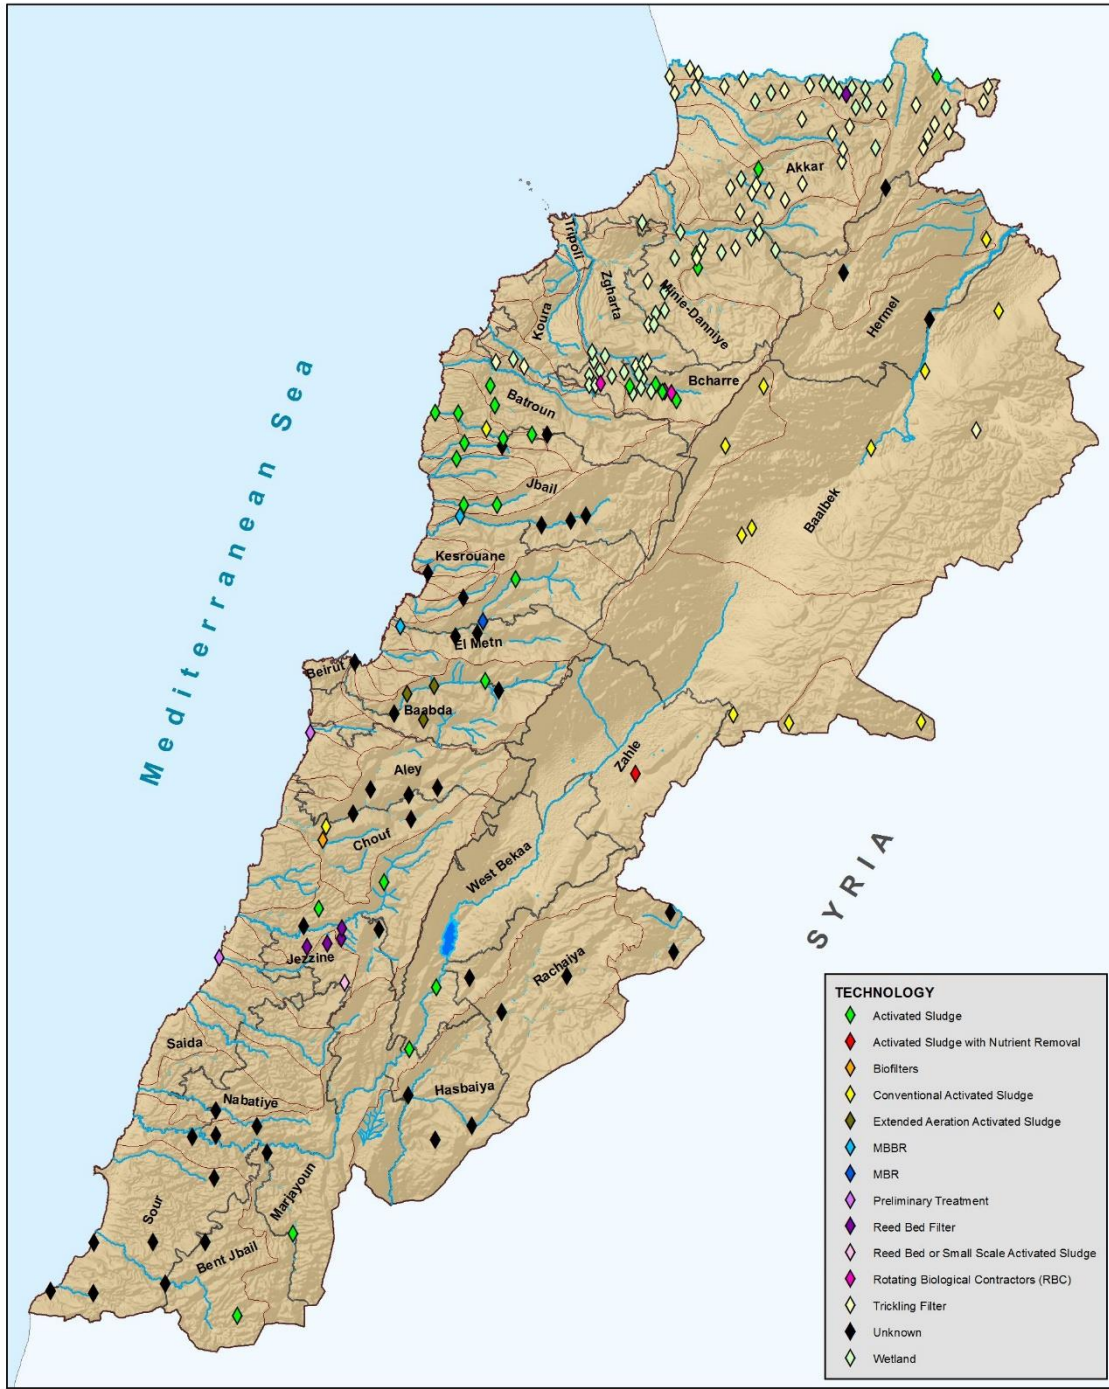 Akkar
Tripoli
Zgharta
Minie-Danniye
Koura
Hermel
Bcharre
Batroun
Jbail
Baalbek
Mediterranean Sea
Kesrouane
El Metn
Beirut
Baabda
Zahle
Aley
Chouf
West Bekaa
SYRIA
Jezzine
Rachaiya
Saida
Hasbaiya
Nabatiye
Marjayoun
Sour
Bent Jbail
TECHNOLOGY
Activated Sludge
Activated Sludge with Nutrient Removal
Biofilters
Conventional Activated Sludge
Extended Aeration Activated Sludge
MBBR
MBR
Preliminary Treatment
Reed Bed Filter
Reed Bed or Small Scale Activated Sludge
Rotating Biological Contractors (RBC)
Trickling Filter
Unknown
Wetland